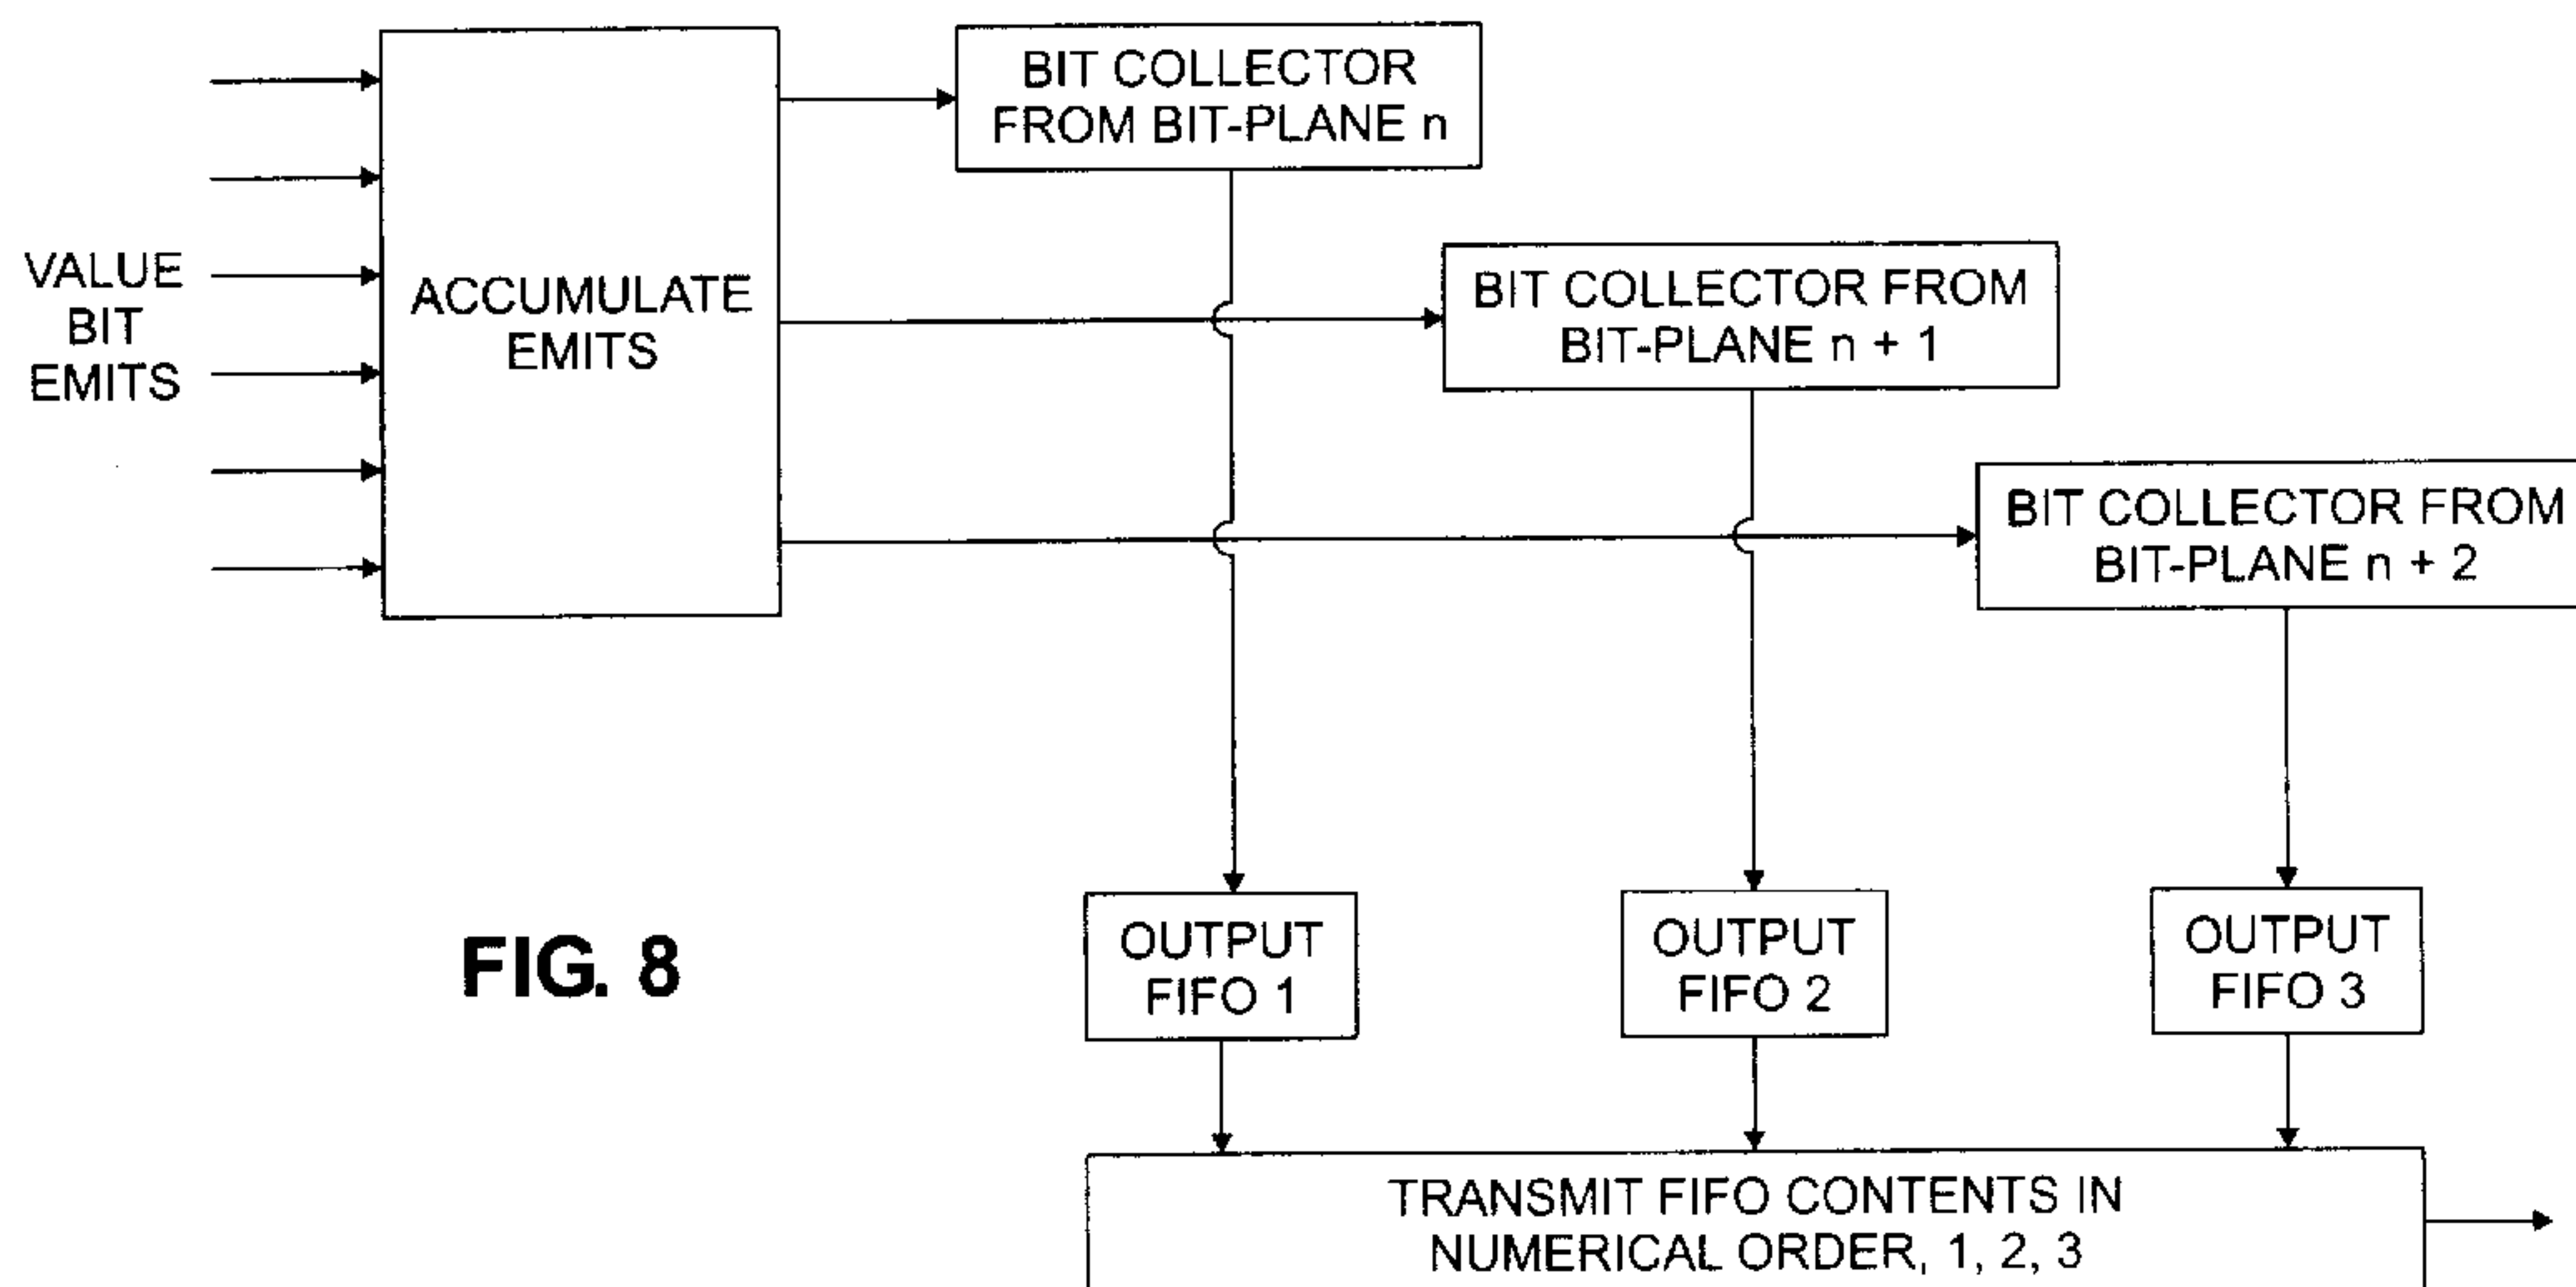 BIT COLLECTOR
FROM BIT-PLANE n
VALUE
BIT
EMITS
ACCUMULATE
EMITS
BIT COLLECTOR FROM
BIT-PLANE n + 1
BIT COLLECTOR FROM
BIT-PLANE n + 2
FIG. 8
OUTPUT
FIFO 1
OUTPUT
FIFO 2
OUTPUT
FIFO 3
TRANSMIT FIFO CONTENTS IN
NUMERICAL ORDER, 1, 2, 3